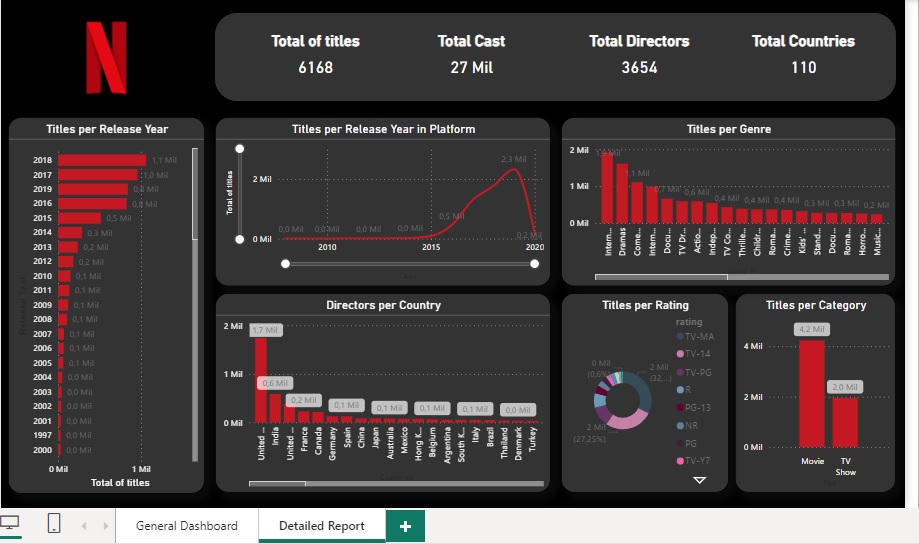 N
Total of titles
6168
Total Cast
27 Mil
Total Directors
3654
Total Countries
110
Titles per Release Year
2018 1,1 Mil
2017 1,0 Mil
2019
2016
2015 0,5 Mil
2014 0,3 Mil
2013 0,2 Mil
2012 0,2 Mil
2010 0,1 Mil
2011 0,1 Mil
2009 0,1 Mil
2008 0,1 Mil
2007 0,1 Mil
2006 0,1 Mil
2005 0,1 Mil
2004 0,0 Mil
2003 0,0 Mil
2002 0,0 Mil
2001 0,0 Mil
1997 0,0 Mil
2000 0,0 Mil
0 Mil 1 Mil
Total of titles
Titles per Release Year in Platform
Total of titles
2 Mil
0 Mil
0,0 Mil 0,0 Mil 0,0 Mil 0,0 Mil 0,5 Mil 2,3 Mil 0,2 Mil
2010 2015 2020
Titles per Genre
2 Mil
1 Mil
0 Mil
1,1 Mil 0,7 Mil 0,6 Mil 0,4 Mil 0,4 Mil 0,4 Mil 0,3 Mil 0,3 Mil 0,2 Mil
Intern... Dramas Come... Intern... Docu... TV Dr... Actio... Indep... TV Co... Thrille... Childr... Roma... Crime... Kids' ... Stand... Docu... Roma... Horro... Music...
Directors per Country
2 Mil
1 Mil
0 Mil
1,7 Mil 0,6 Mil 0,2 Mil 0,1 Mil 0,1 Mil 0,1 Mil 0,1 Mil 0,0 Mil
United ... India United ... France Canada Germany Spain China Japan Australia Mexico Hong K... Belgium Argentina South K... Italy Brazil Thailand Denmark Turkey
Titles per Rating
rating
TV-MA
TV-14
TV-PG
R
PG-13
NR
PG
TV-Y7
0 Mil
(0,6%)
2 Mil
(32,...)
2 Mil
(27,25%)
Titles per Category
4 Mil
2 Mil
0 Mil
4,2 Mil
2,0 Mil
Movie
TV
Show
General Dashboard
Detailed Report
+